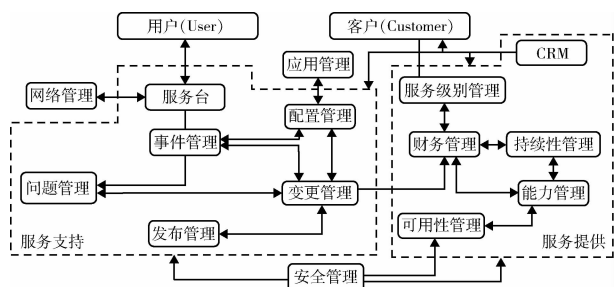 用户(User)
客户(Customer)
CRM
应用管理
网络管理
服务台
服务级别管理
配置管理
事件管理
财务管理
持续性管理
问题管理
变更管理
能力管理
可用性管理
发布管理
服务支持
服务提供
安全管理